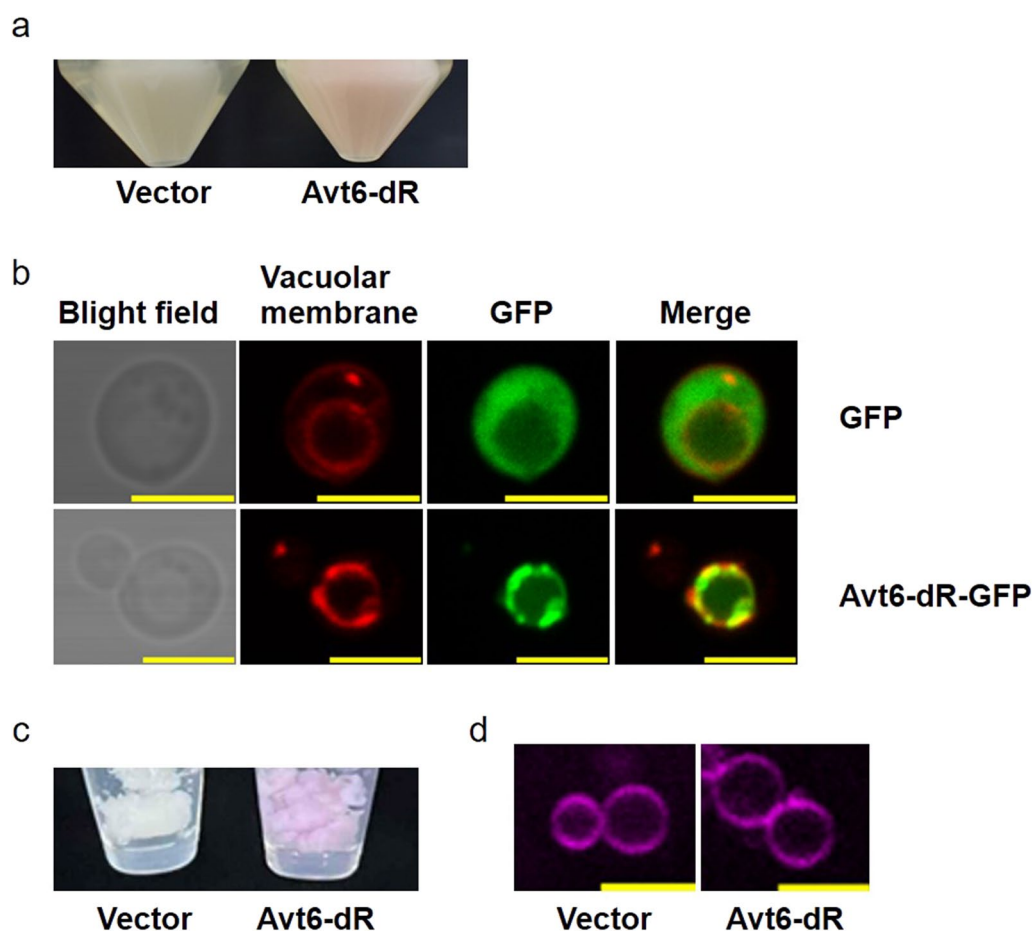 a
Vector Avt6-dR
b
Blight field
Vacuolar
membrane
GFP
Merge
GFP
Avt6-dR-GFP
c
Vector Avt6-dR
d
Vector Avt6-dR